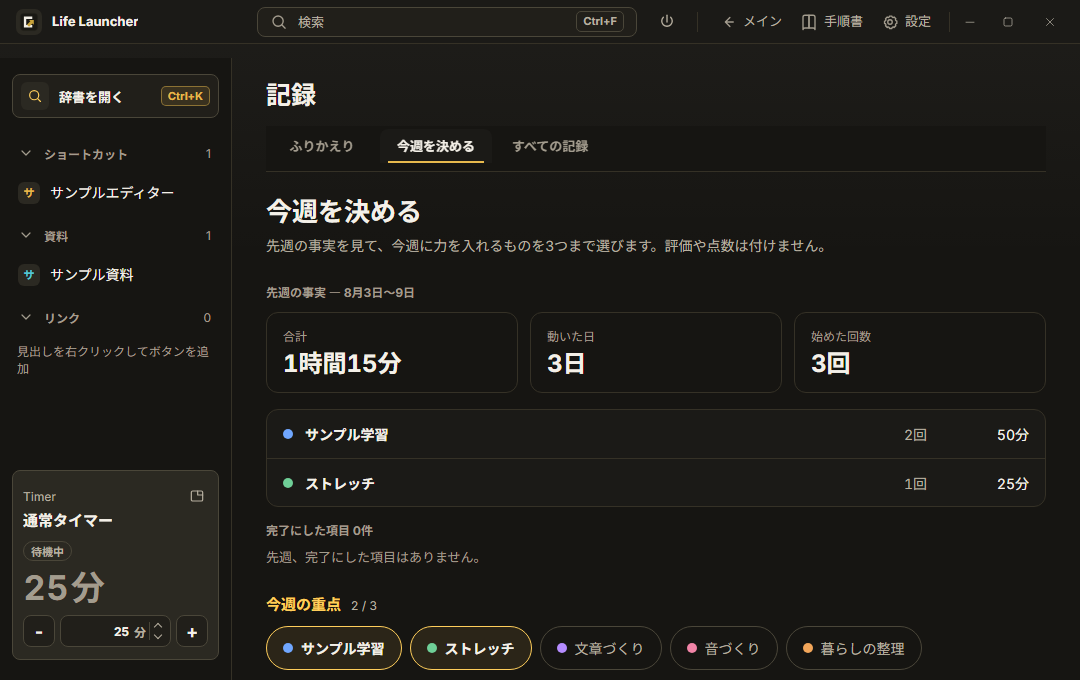 Life Launcher
検索
Ctrl+F
メイン
手順書
設定
辞書を開く
Ctrl+K
ショートカット 1
サ サンプルエディター
資料 1
サ サンプル資料
リンク 0
見出しを右クリックしてボタンを追
加
Timer
通常タイマー
待機中
25分
- 25 分 +
記録
ふりかえり
今週を決める
すべての記録
今週を決める
先週の事実を見て、今週に力を入れるものを3つまで選びます。評価や点数は付けません。
先週の事実 — 8月3日〜9日
合計
1時間15分
動いた日
3日
始めた回数
3回
サンプル学習 2回 50分
ストレッチ 1回 25分
完了にした項目 0件
先週、完了にした項目はありません。
今週の重点 2 / 3
サンプル学習
ストレッチ
文章づくり
音づくり
暮らしの整理